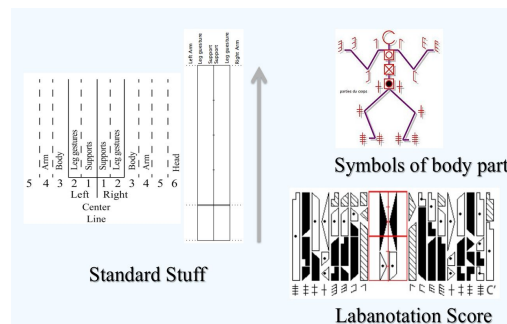 Left Arm
Leg guesture
Support
Support
Leg guesture
Right Arm
Arm
Body
Leg gestures
Supports
Supports
Leg gestures
Body
Arm
Head
5 4 3 2 1 1 2 3 4 5 6
Left Right
Center
Line
Standard Stuff
parties du corps
Symbols of body part
Labanotation Score